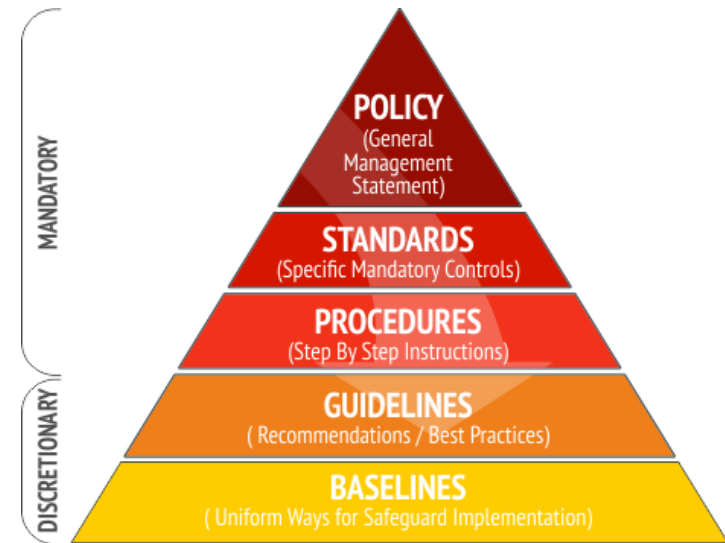 MANDATORY
POLICY
(General
Management
Statement)
STANDARDS
(Specific Mandatory Controls)
PROCEDURES
(Step By Step Instructions)
DISCRETIONARY
GUIDELINES
( Recommendations / Best Practices)
BASELINES
( Uniform Ways for Safeguard Implementation)